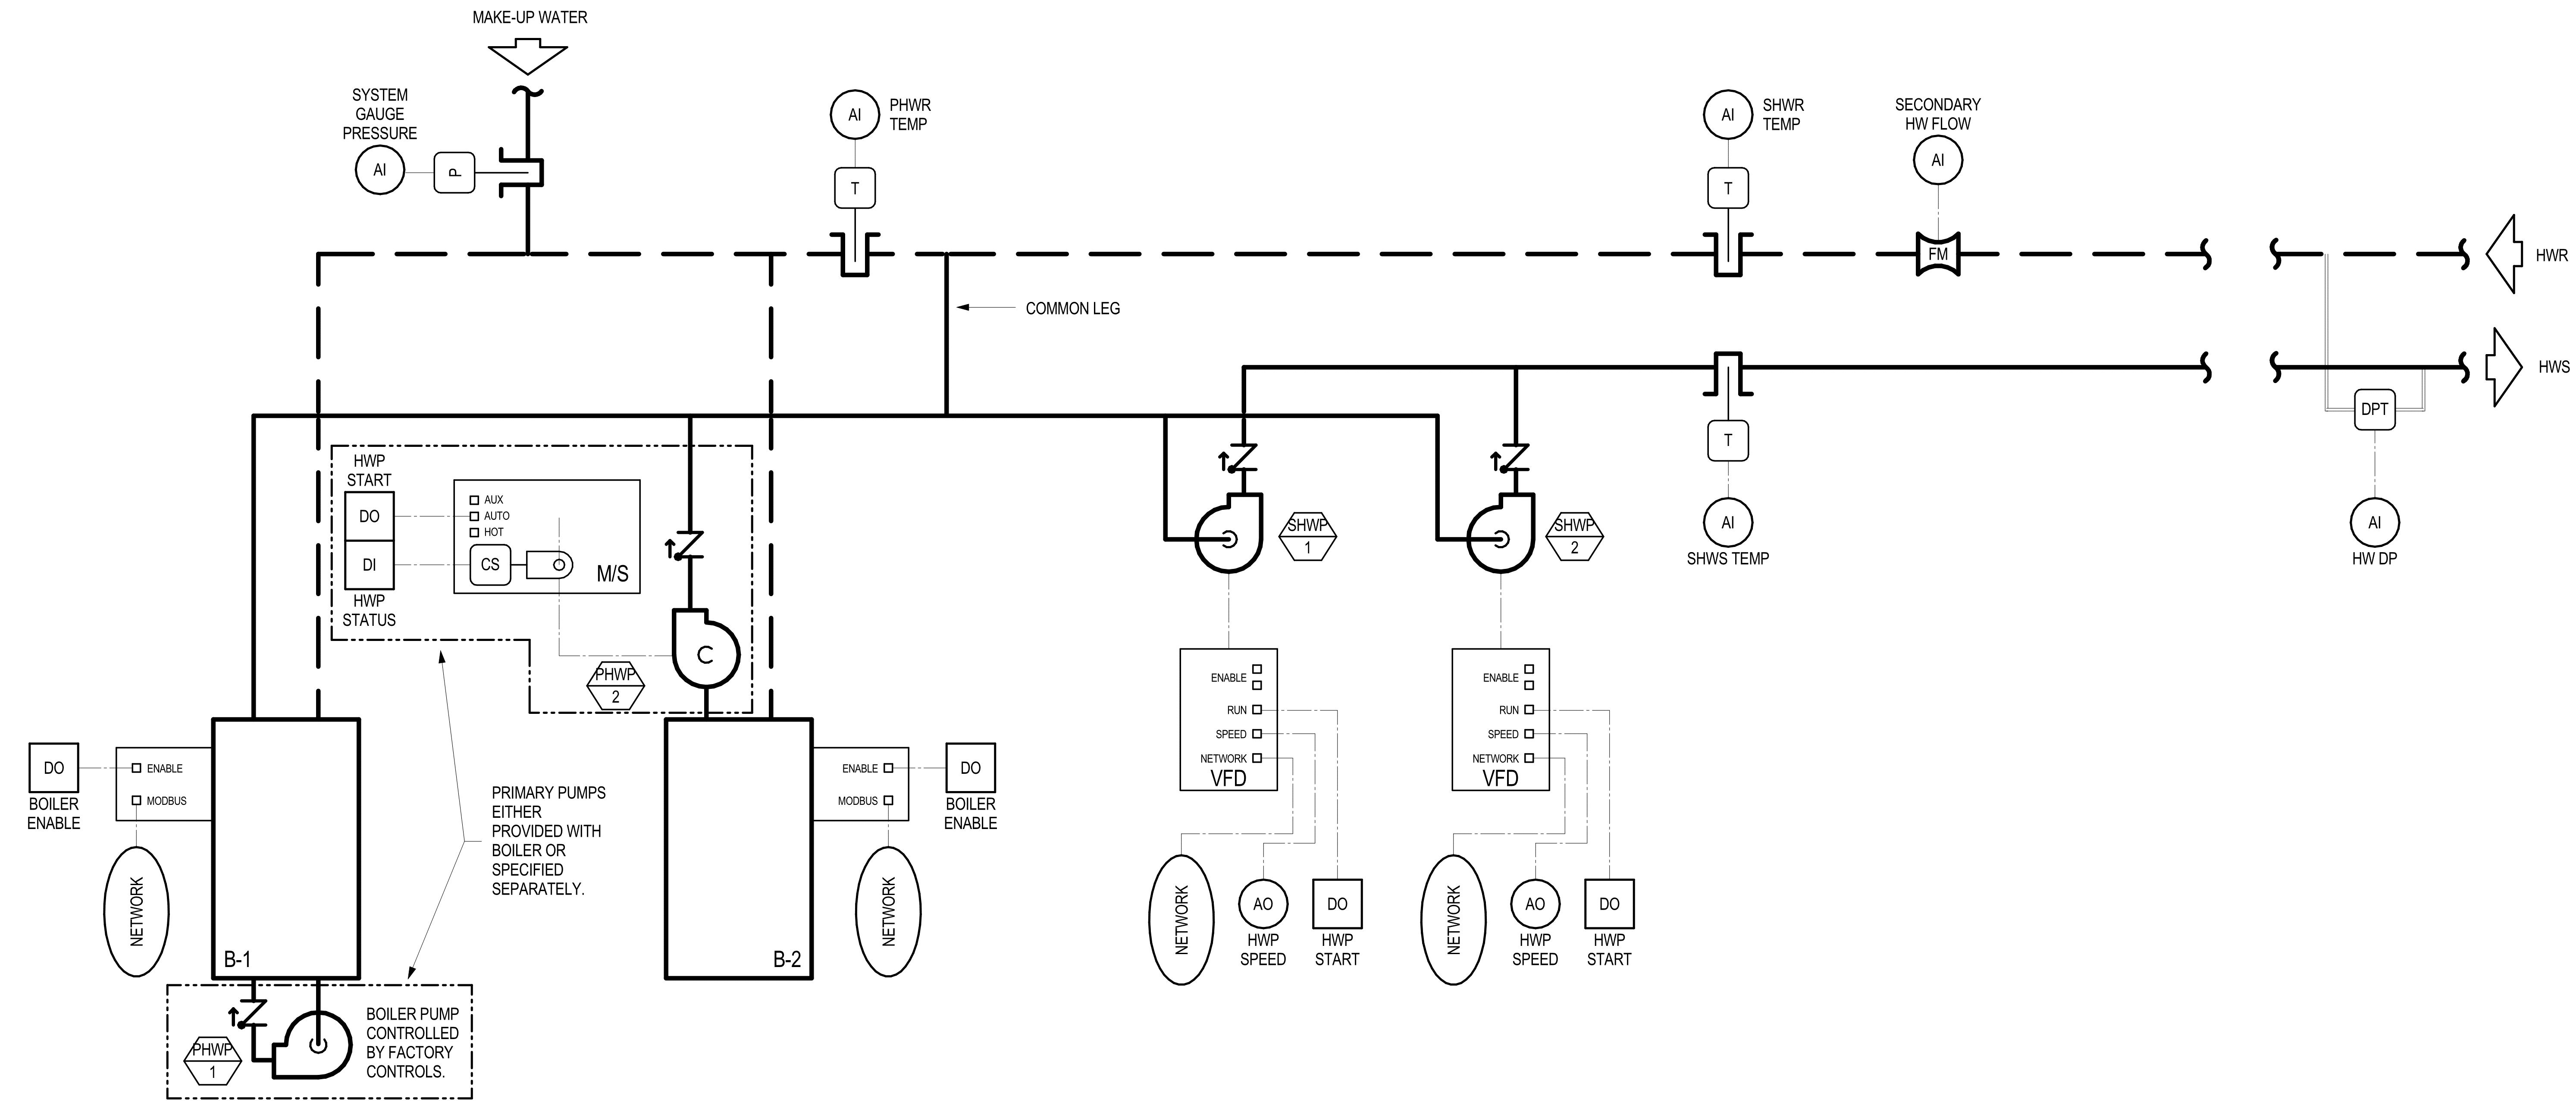 MAKE-UP WATER
SYSTEM
GAUGE
PRESSURE
AI
P
AI
PHWR
TEMP
T
AI
SHWR
TEMP
T
SECONDARY
HW FLOW
AI
FM
HWR
COMMON LEG
HWS
DPT
AI
HW DP
T
AI
SHWS TEMP
HWP
START
DO
DI
HWP
STATUS
AUX
AUTO
HOT
CS
M/S
C
PHWP
2
C
SHWP
1
C
SHWP
2
ENABLE
RUN
SPEED
NETWORK
VFD
ENABLE
RUN
SPEED
NETWORK
VFD
DO
BOILER
ENABLE
ENABLE
MODBUS
NETWORK
B-1
PRIMARY PUMPS
EITHER
PROVIDED WITH
BOILER OR
SPECIFIED
SEPARATELY.
B-2
ENABLE
MODBUS
DO
BOILER
ENABLE
NETWORK
NETWORK
AO
HWP
SPEED
DO
HWP
START
NETWORK
AO
HWP
SPEED
DO
HWP
START
PHWP
1
C
BOILER PUMP
CONTROLLED
BY FACTORY
CONTROLS.